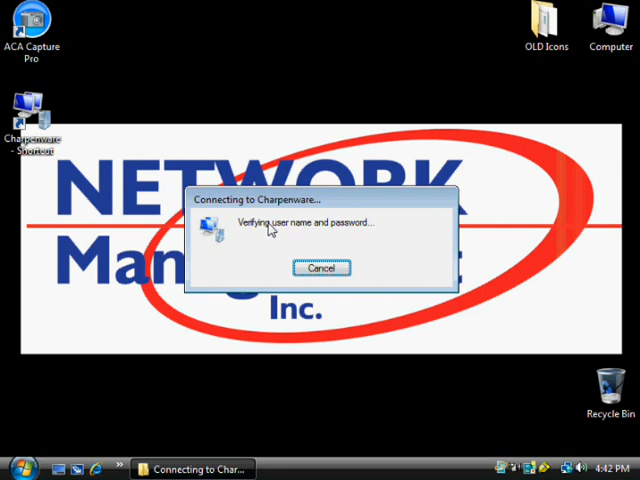 ACA Capture
Pro
OLD Icons
Computer
Charpenware
- Shortcut
NETWORK
Connecting to Charpenware...
Verifying user name and password...
Cancel
Inc.
Recycle Bin
»
Connecting to Char...
4:42 PM